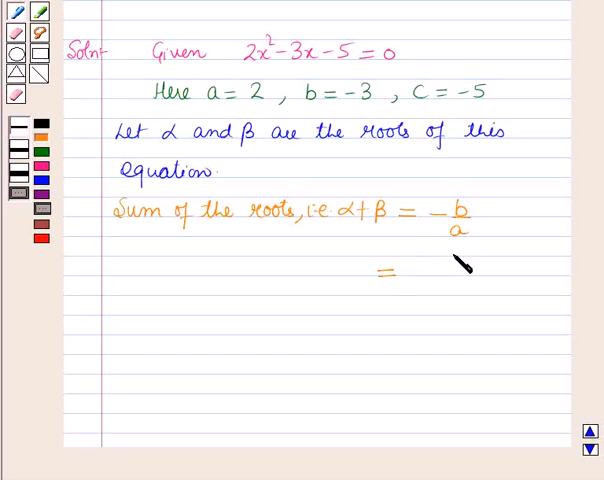 Soln:- Given 2x² - 3x - 5 = 0
Here a = 2 , b = -3 , c = -5
Let α and β are the roots of this
equation.
Sum of the roots, i.e. α + β = - b/a
=